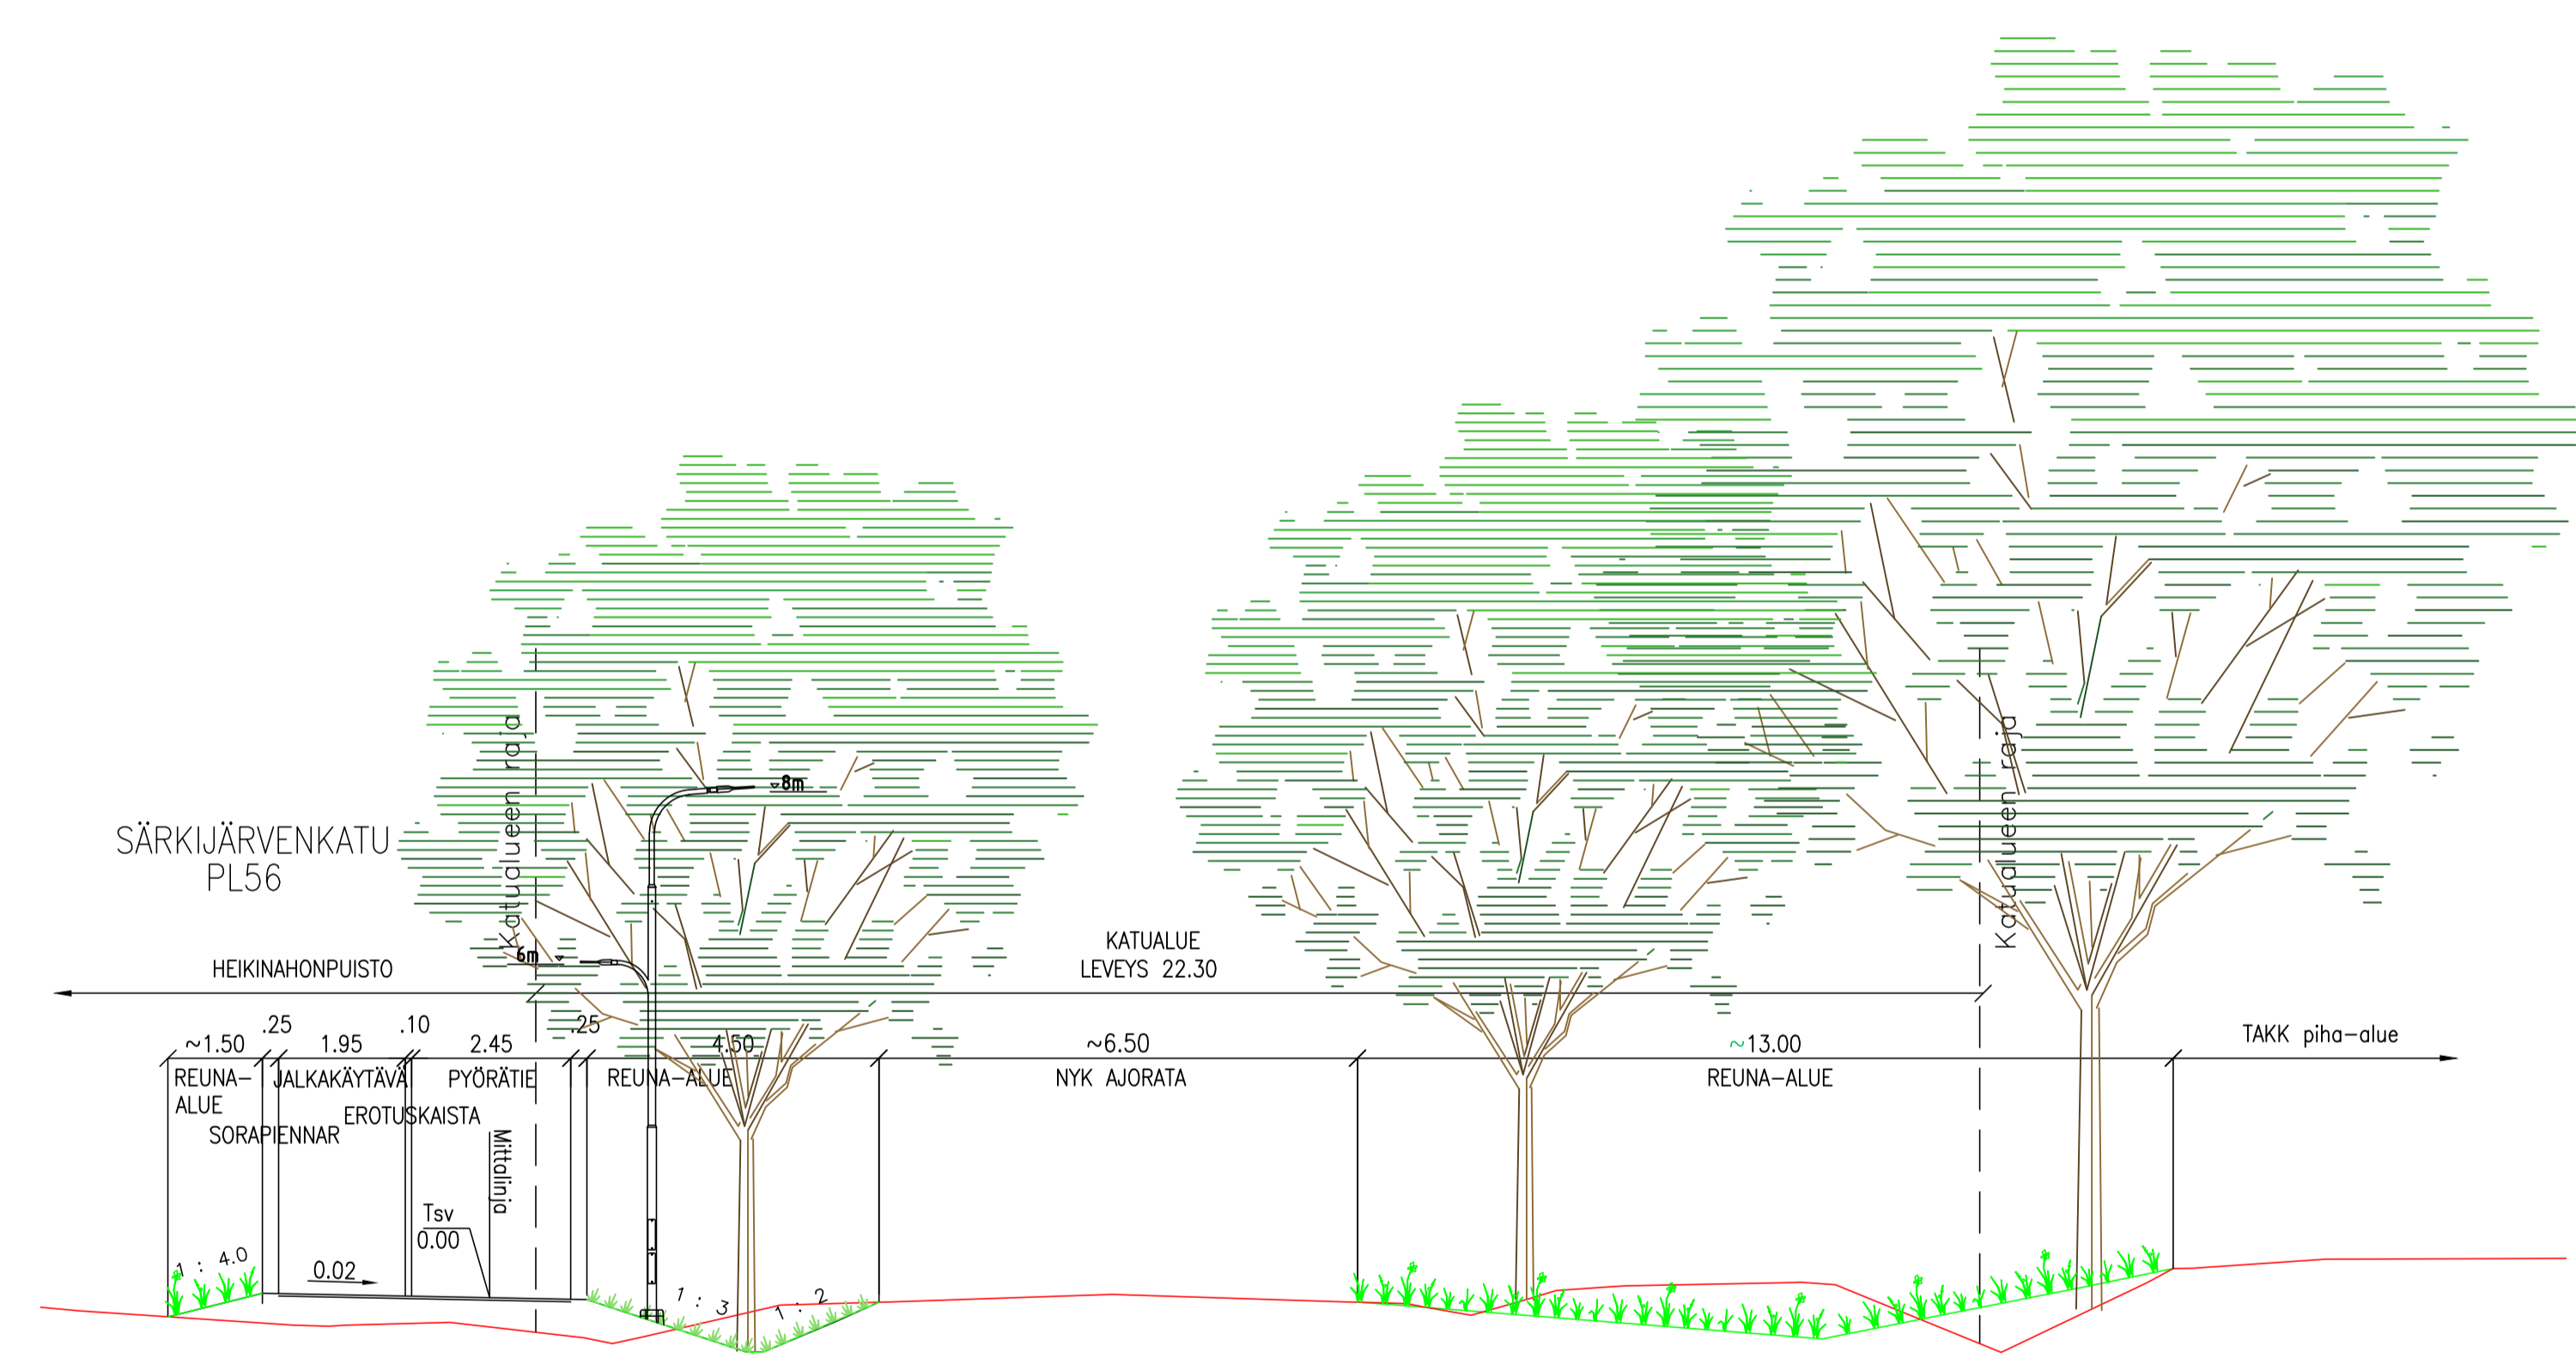 SÄRKIJÄRVENKATU
PL56
Katualueen raja
Katualueen raja
8m
6m
HEIKINAHONPUISTO
KATUALUE
LEVEYS 22.30
~1.50
.25
1.95
.10
2.45
.25
4.50
~6.50
~13.00
TAKK piha-alue
REUNA-
ALUE
JALKAKÄYTÄVÄ
PYÖRÄTIE
REUNA-ALUE
NYK AJORATA
REUNA-ALUE
EROTUSKAISTA
SORAPIENNAR
Mittalinja
Tsv
0.00
1 : 4.0
0.02
1 : 3
1 : 2